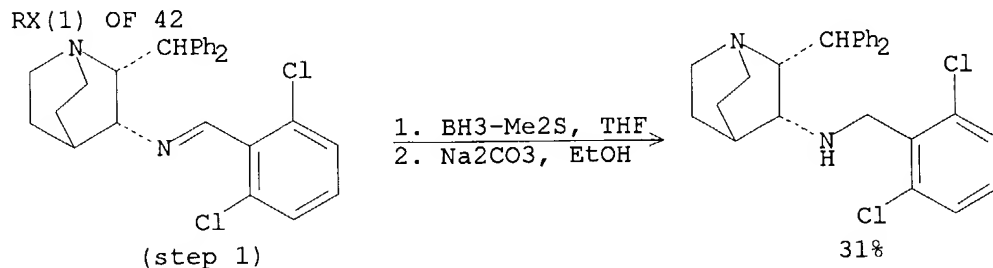 RX(1) OF 42
N
CHPh2
Cl
N
Cl
(step 1)
1. BH3-Me2S, THF
2. Na2CO3, EtOH
N
CHPh2
Cl
N
H
Cl
31%